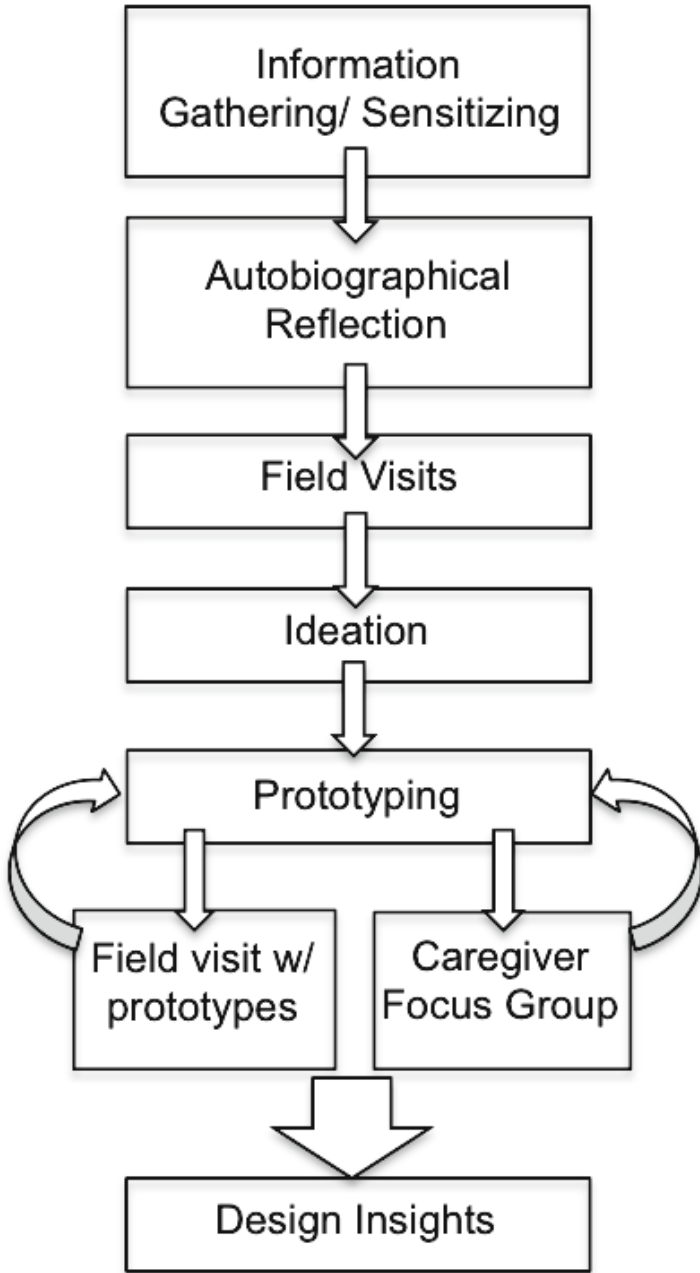 Information
Gathering/ Sensitizing
Autobiographical
Reflection
Field Visits
Ideation
Prototyping
Field visit w/
prototypes
Caregiver
Focus Group
Design Insights